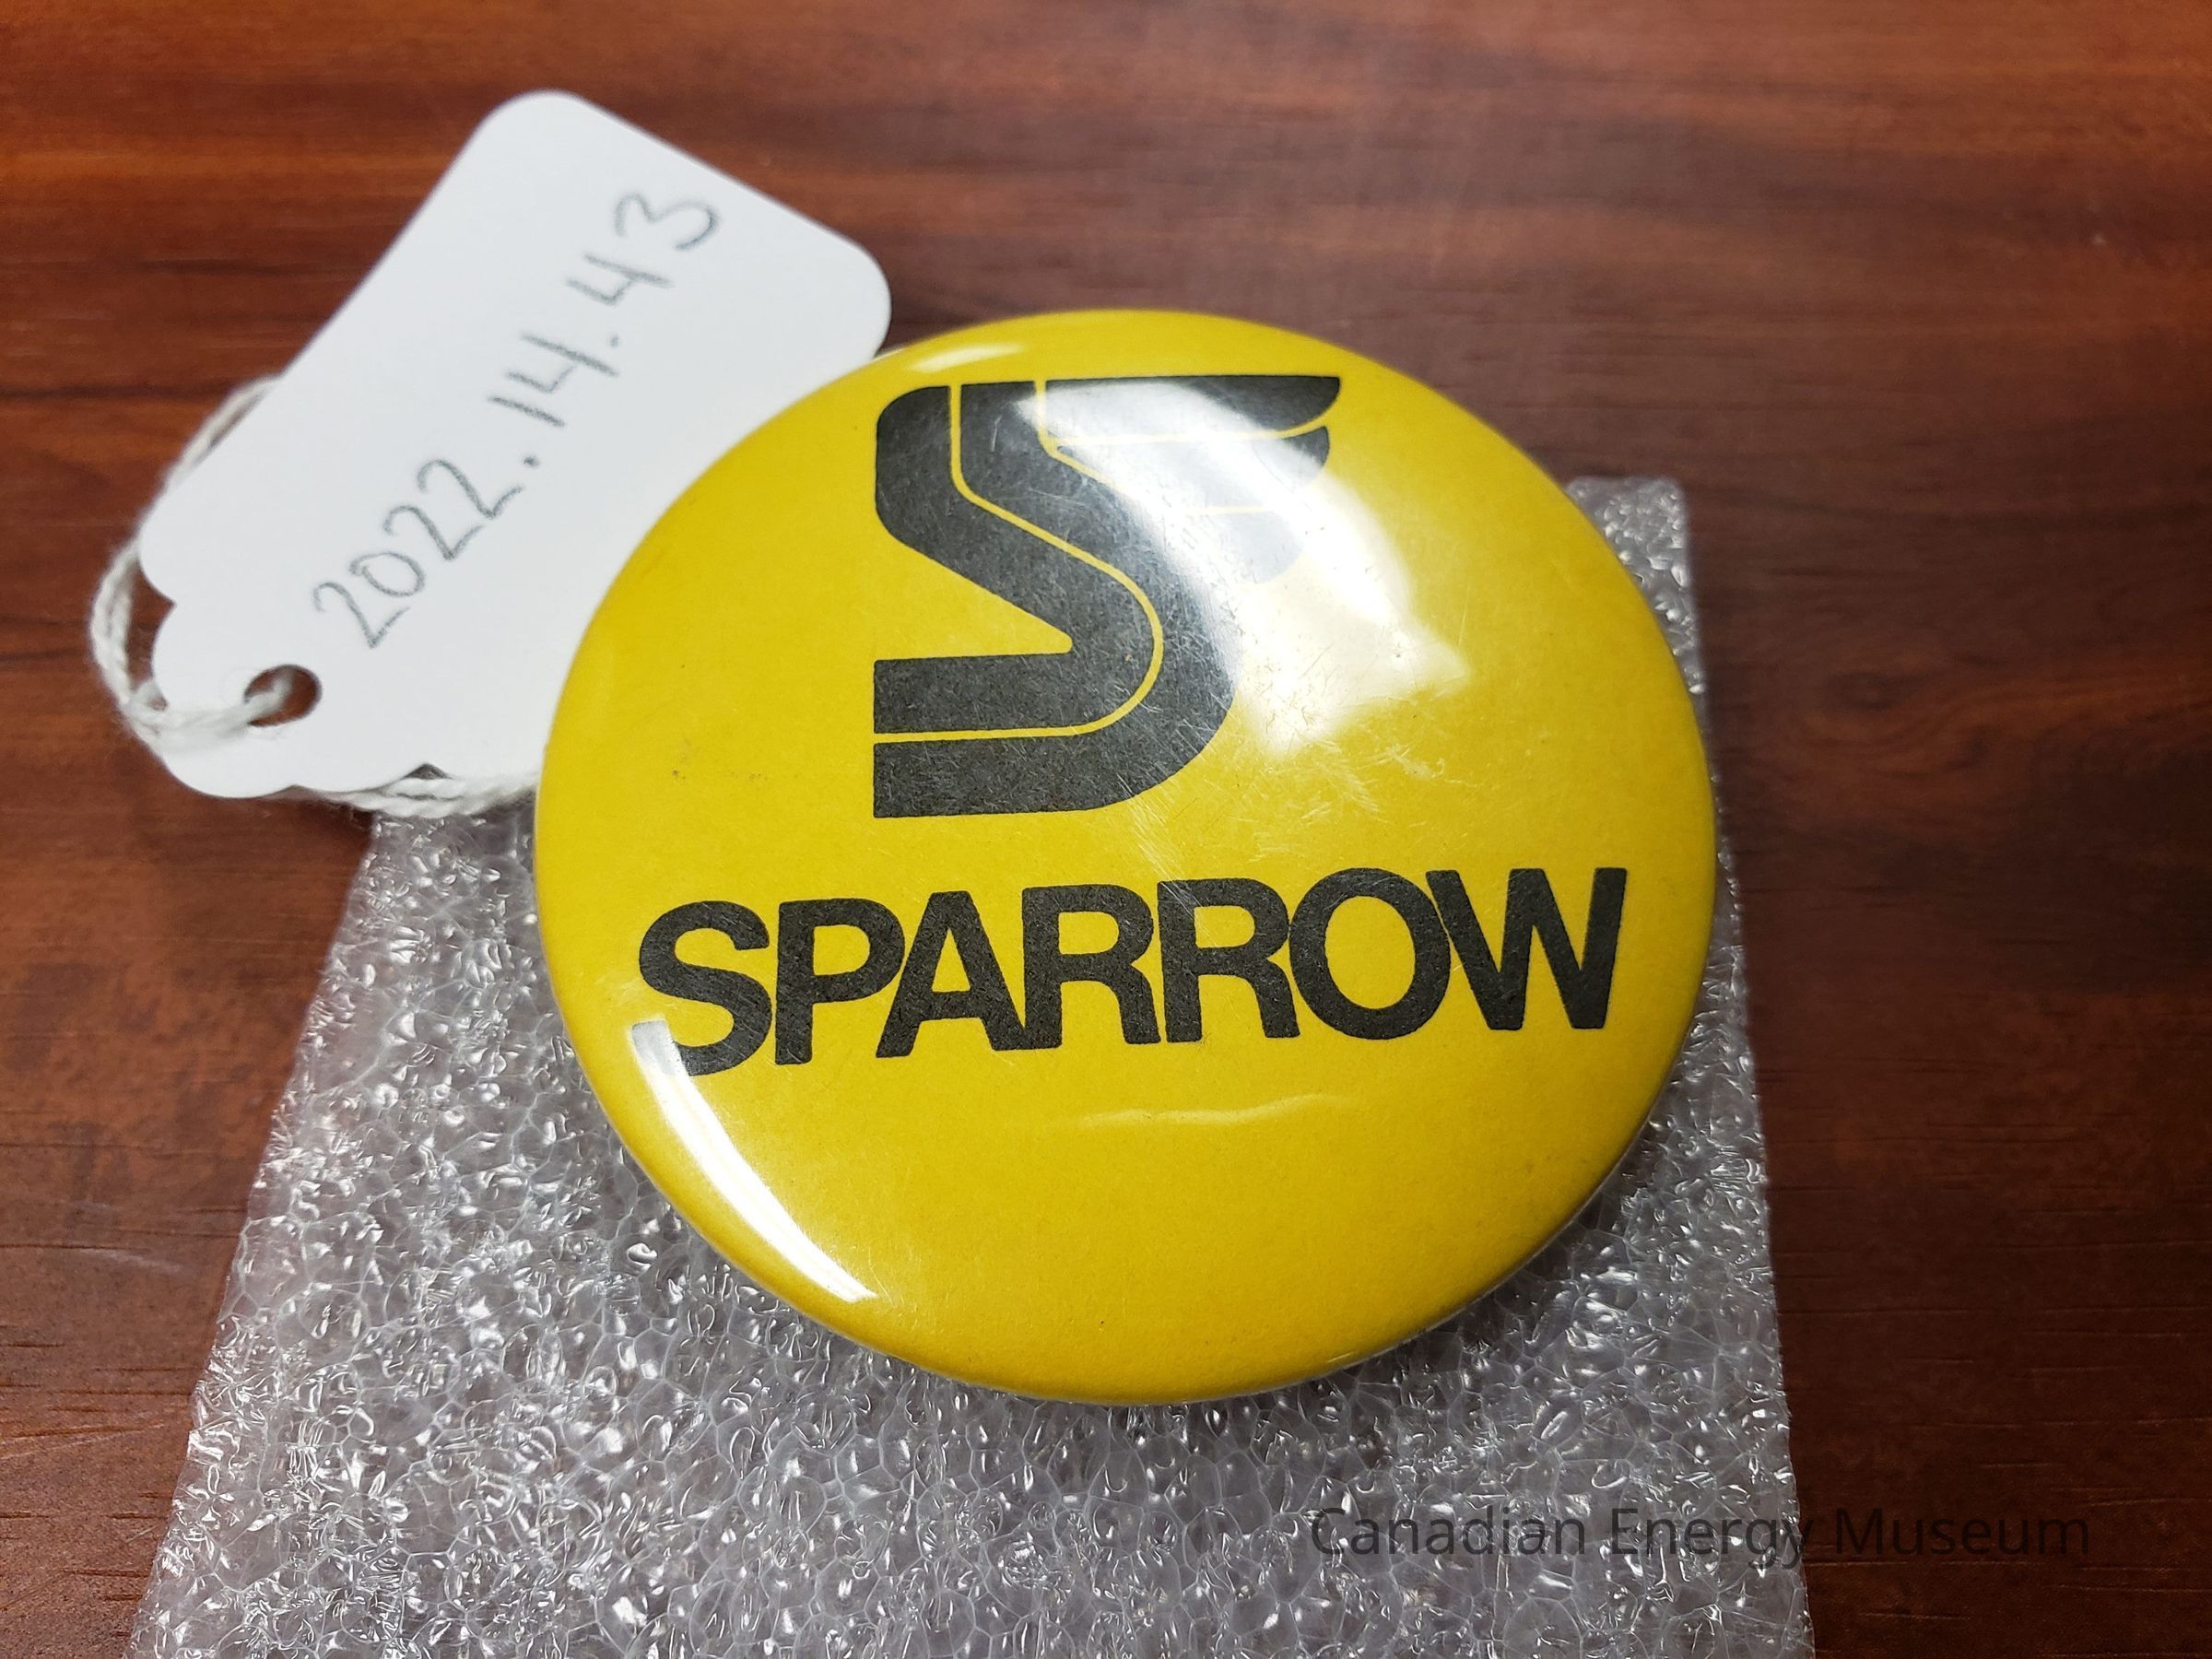 2022.14.43
SPARROW
Canadian Energy Museum